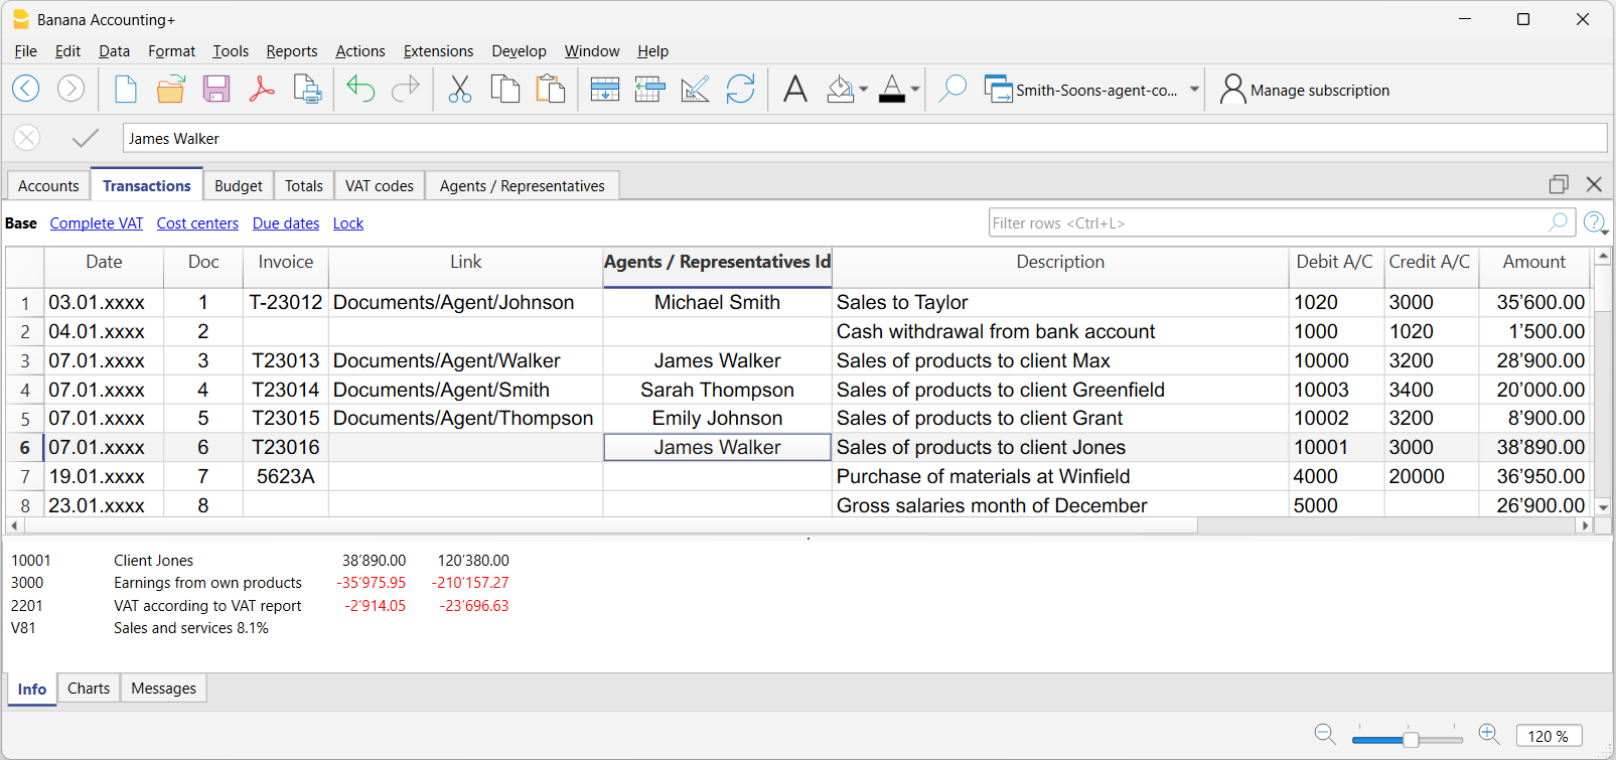 Banana Accounting+
File Edit Data Format Tools Reports Actions Extensions Develop Window Help
Smith-Soons-agent-co... Manage subscription
James Walker
Accounts Transactions Budget Totals VAT codes Agents / Representatives
Base Complete VAT Cost centers Due dates Lock Filter rows <Ctrl+L>
Date Doc Invoice Link Agents / Representatives Id Description Debit A/C Credit A/C Amount
1 03.01.xxxx 1 T-23012 Documents/Agent/Johnson Michael Smith Sales to Taylor 1020 3000 35’600.00
2 04.01.xxxx 2 Cash withdrawal from bank account 1000 1020 1’500.00
3 07.01.xxxx 3 T23013 Documents/Agent/Walker James Walker Sales of products to client Max 10000 3200 28’900.00
4 07.01.xxxx 4 T23014 Documents/Agent/Smith Sarah Thompson Sales of products to client Greenfield 10003 3400 20’000.00
5 07.01.xxxx 5 T23015 Documents/Agent/Thompson Emily Johnson Sales of products to client Grant 10002 3200 8’900.00
6 07.01.xxxx 6 T23016 James Walker Sales of products to client Jones 10001 3000 38’890.00
7 19.01.xxxx 7 5623A Purchase of materials at Winfield 4000 20000 36’950.00
8 23.01.xxxx 8 Gross salaries month of December 5000 26’900.00
10001 Client Jones 38’890.00 120’380.00
3000 Earnings from own products -35’975.95 -210’157.27
2201 VAT according to VAT report -2’914.05 -23’696.63
V81 Sales and services 8.1%
Info Charts Messages
120 %